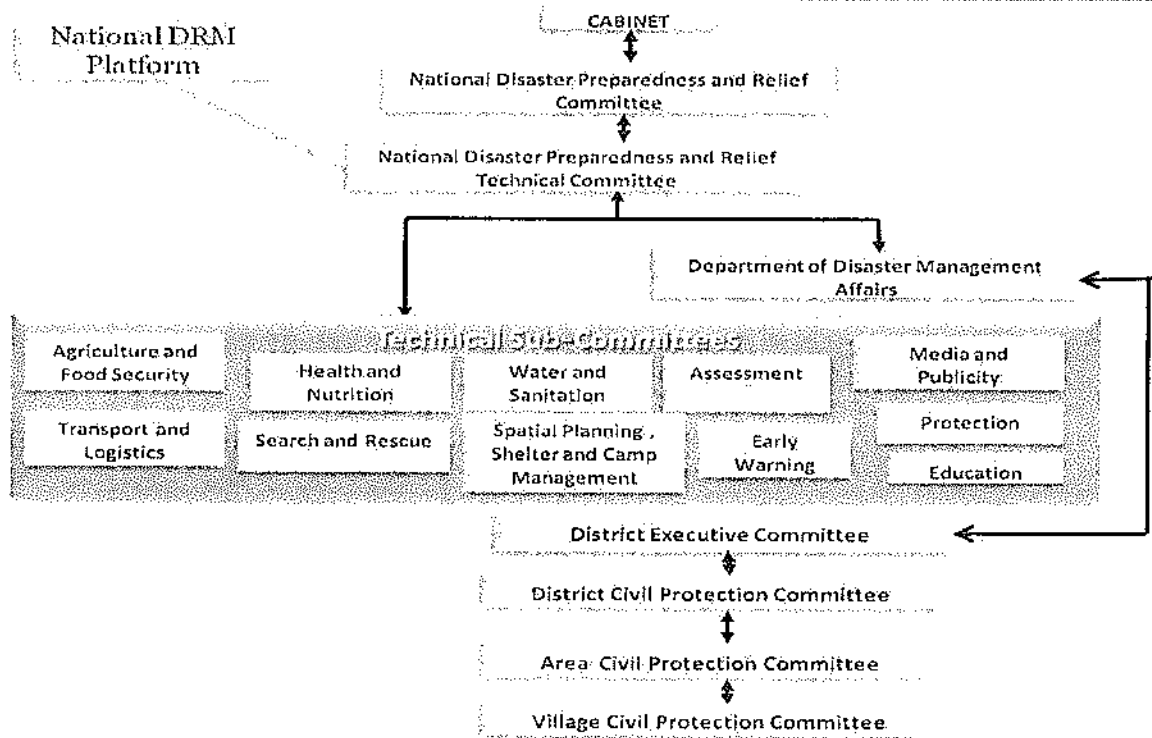 CABINET
National DRM
Platform
National Disaster Preparedness and Relief
Committee
National Disaster Preparedness and Relief
Technical Committee
Department of Disaster Management
Affairs
Technical Sub-Committees
Agriculture and
Food Security
Health and
Nutrition
Water and
Sanitation
Assessment
Media and
Publicity
Transport and
Logistics
Search and Rescue
Spatial Planning,
Shelter and Camp
Management
Early
Warning
Protection
Education
District Executive Committee
District Civil Protection Committee
Area Civil Protection Committee
Village Civil Protection Committee